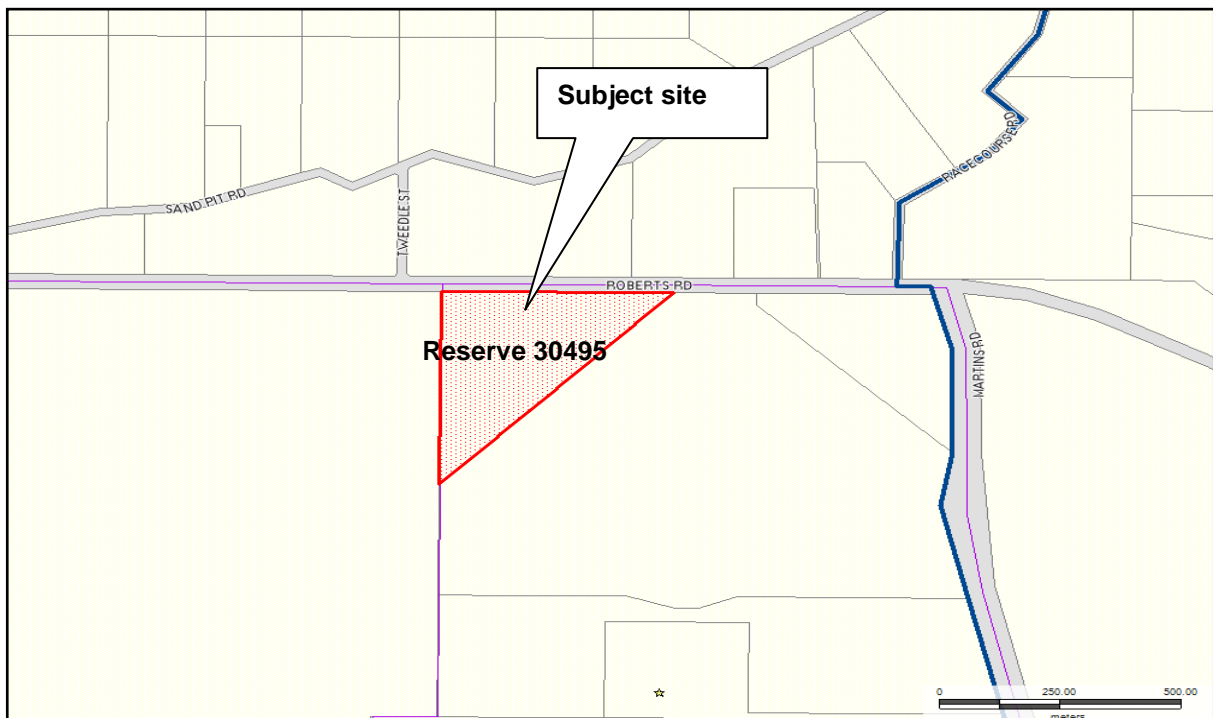 Subject site
RACECOURSE RD
SAND PIT RD
TWEEDLE ST
ROBERTS RD
Reserve 30495
MARTINS RD
0 250.00 500.00
meters